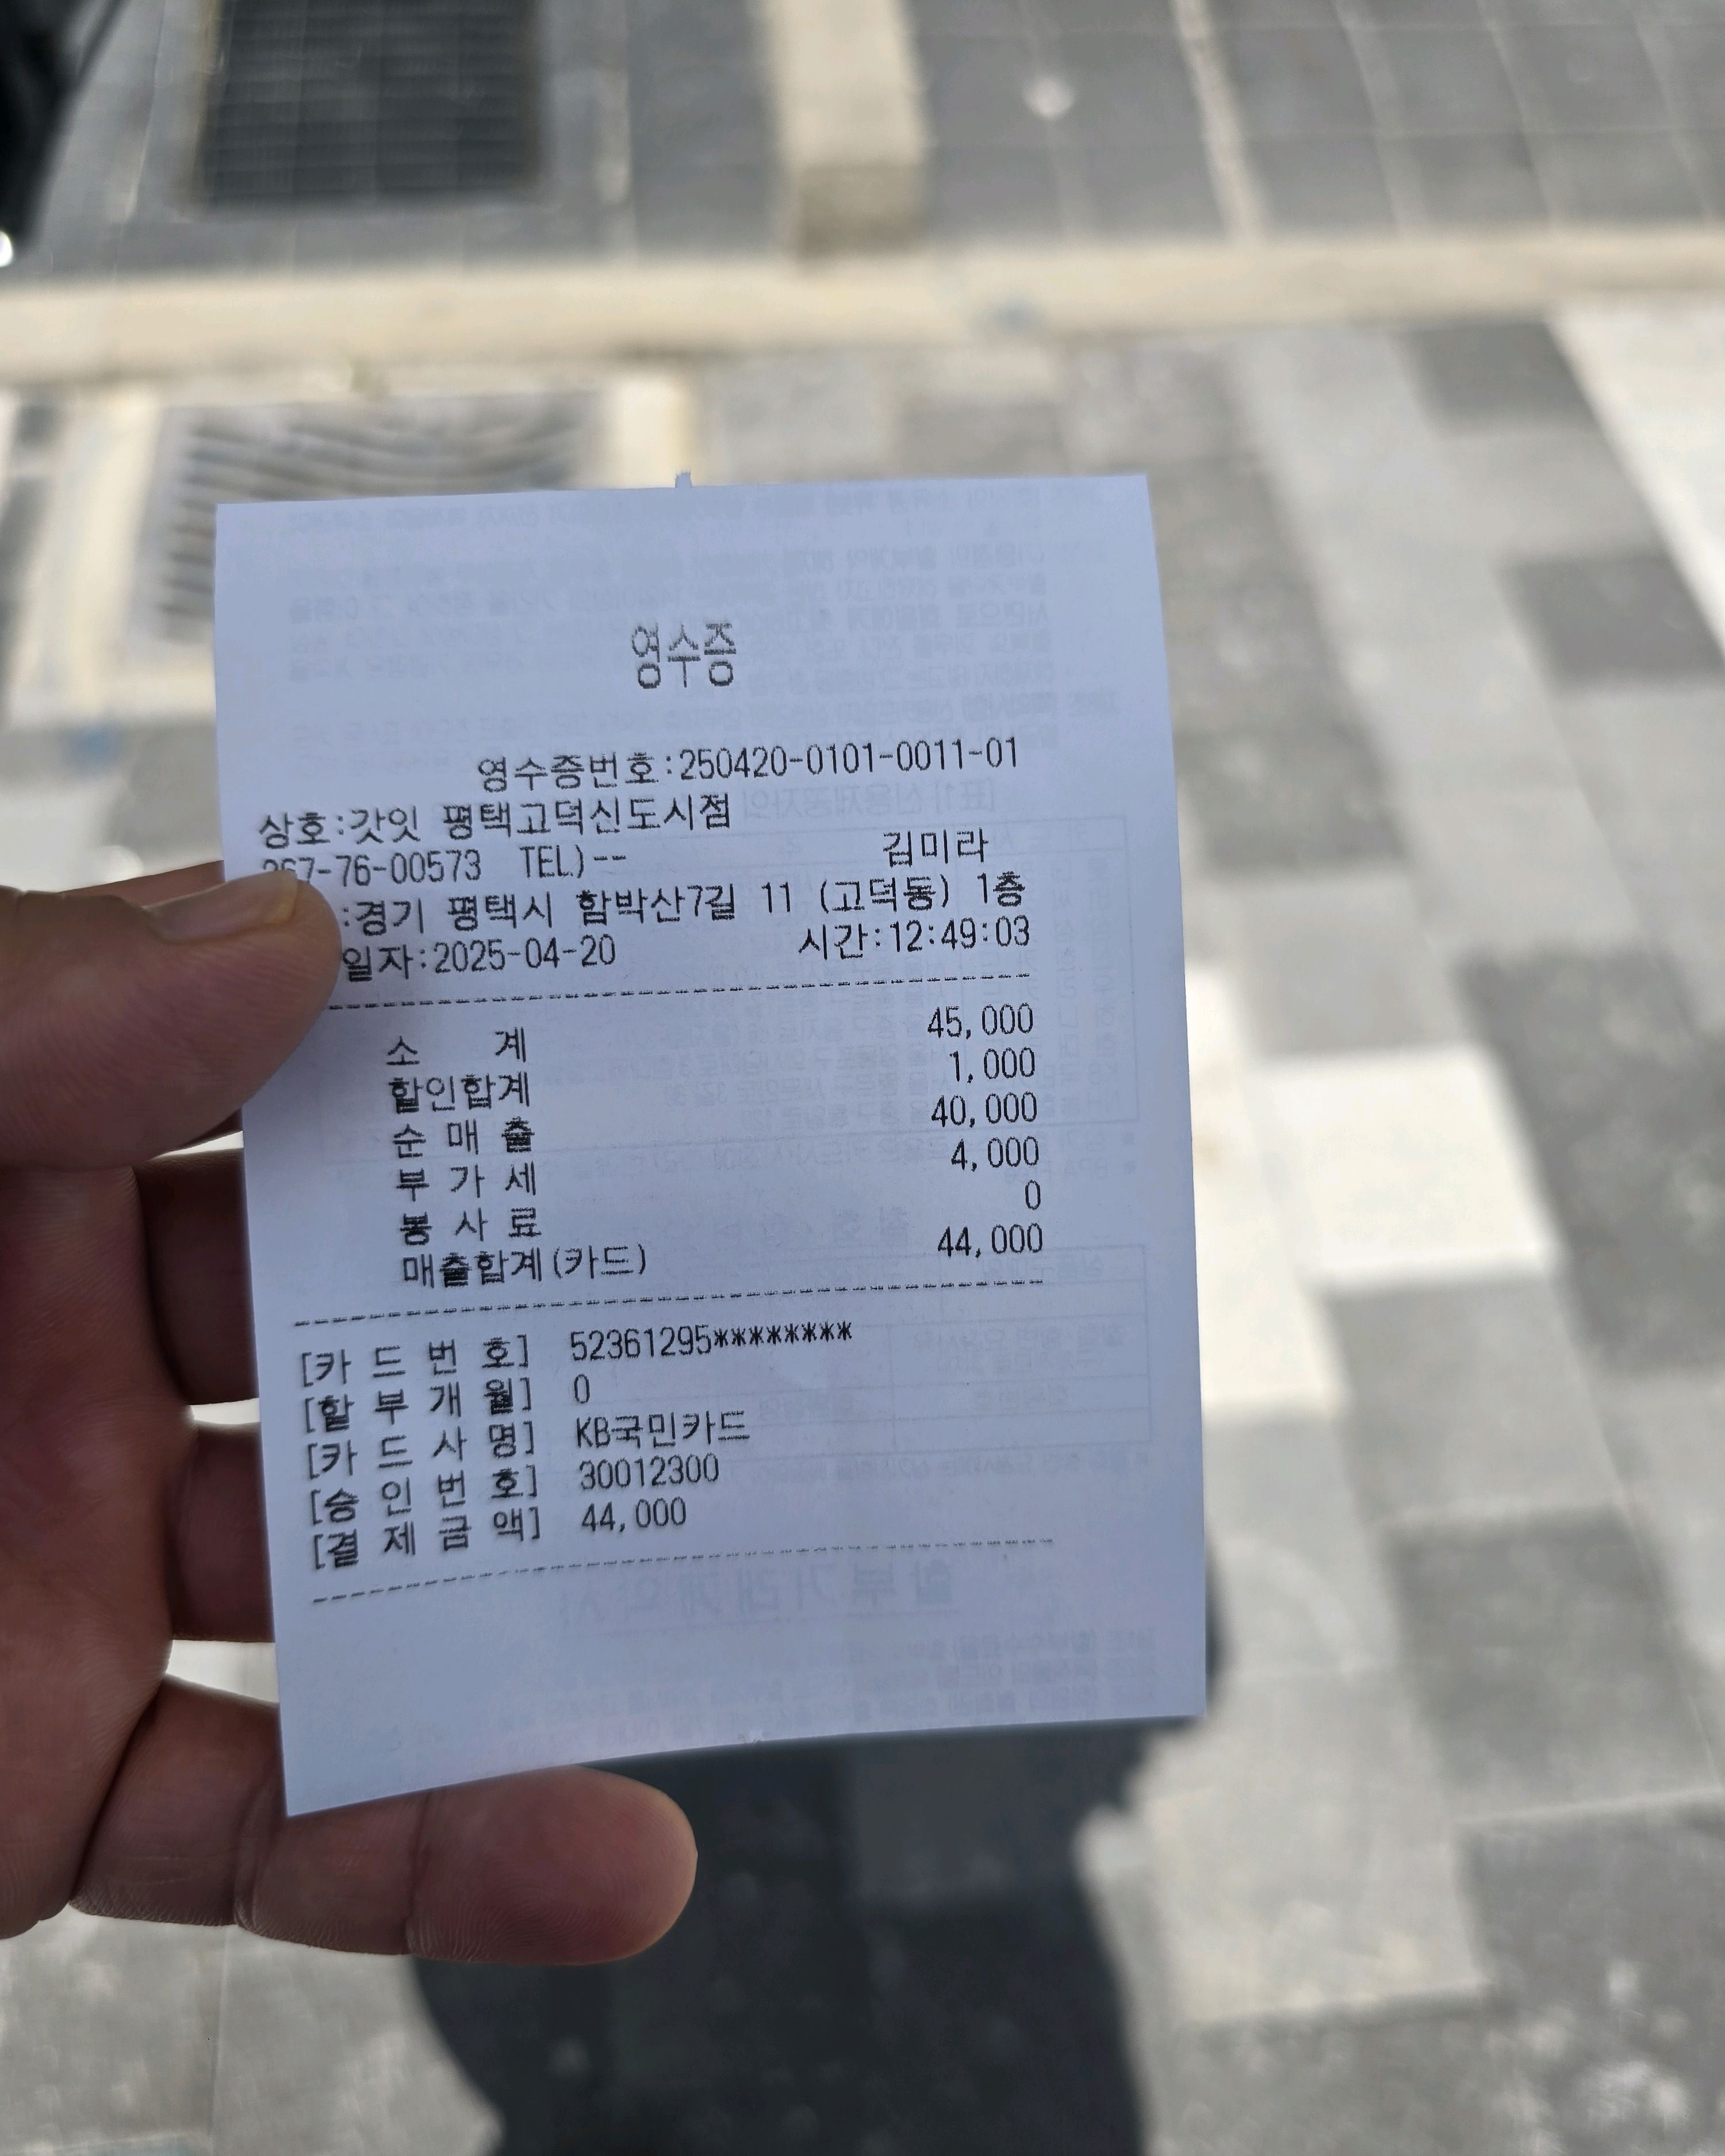 영수증
영수증번호:250420-0101-0011-01
상호:갓잇 평택고덕신도시점
267-76-00573 TEL)-- 김미라
:경기 평택시 함박산7길 11 (고덕동) 1층
일자:2025-04-20 시간:12:49:03
소 계 45,000
할인합계 1,000
순 매 출 40,000
부 가 세 4,000
봉 사 료 0
매출합계(카드) 44,000
[카 드 번 호] 52361295********
[할 부 개 월] 0
[카 드 사 명] KB국민카드
[승 인 번 호] 30012300
[결 제 금 액] 44,000